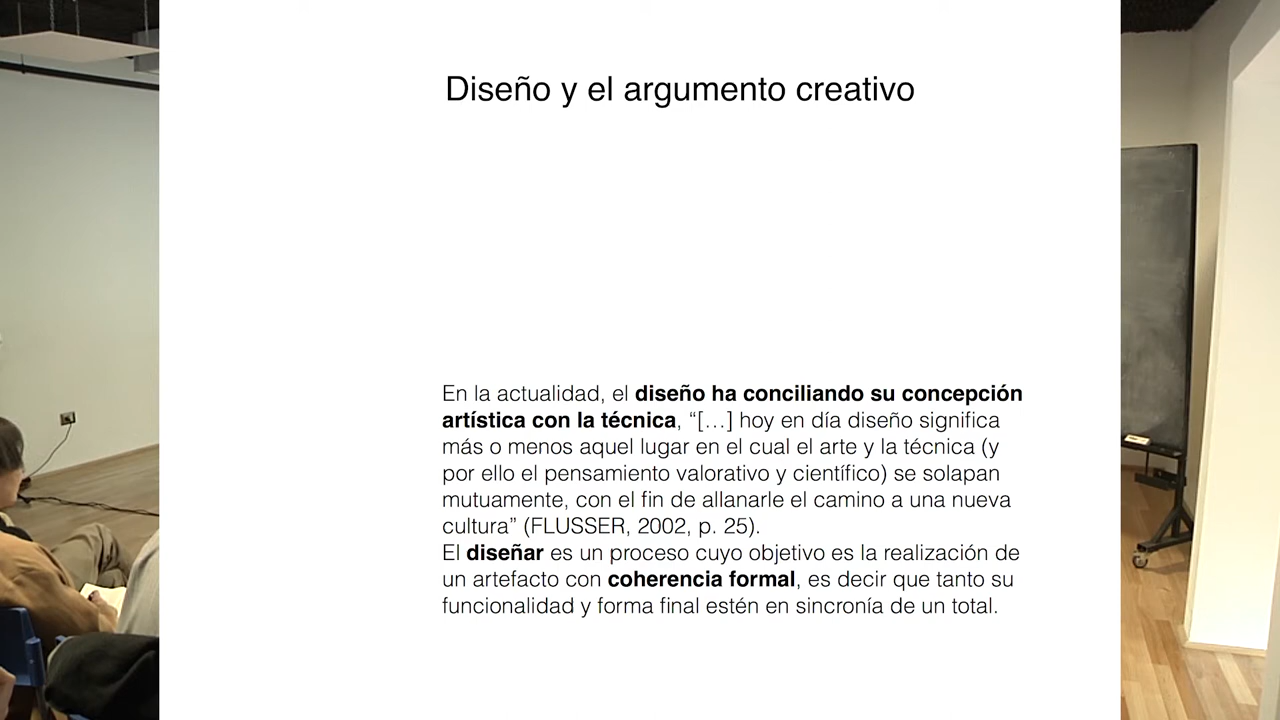 Diseño y el argumento creativo
En la actualidad, el diseño ha conciliando su concepción
artística con la técnica, “[…] hoy en día diseño significa
más o menos aquel lugar en el cual el arte y la técnica (y
por ello el pensamiento valorativo y científico) se solapan
mutuamente, con el fin de allanarle el camino a una nueva
cultura” (FLUSSER, 2002, p. 25).
El diseñar es un proceso cuyo objetivo es la realización de
un artefacto con coherencia formal, es decir que tanto su
funcionalidad y forma final estén en sincronía de un total.